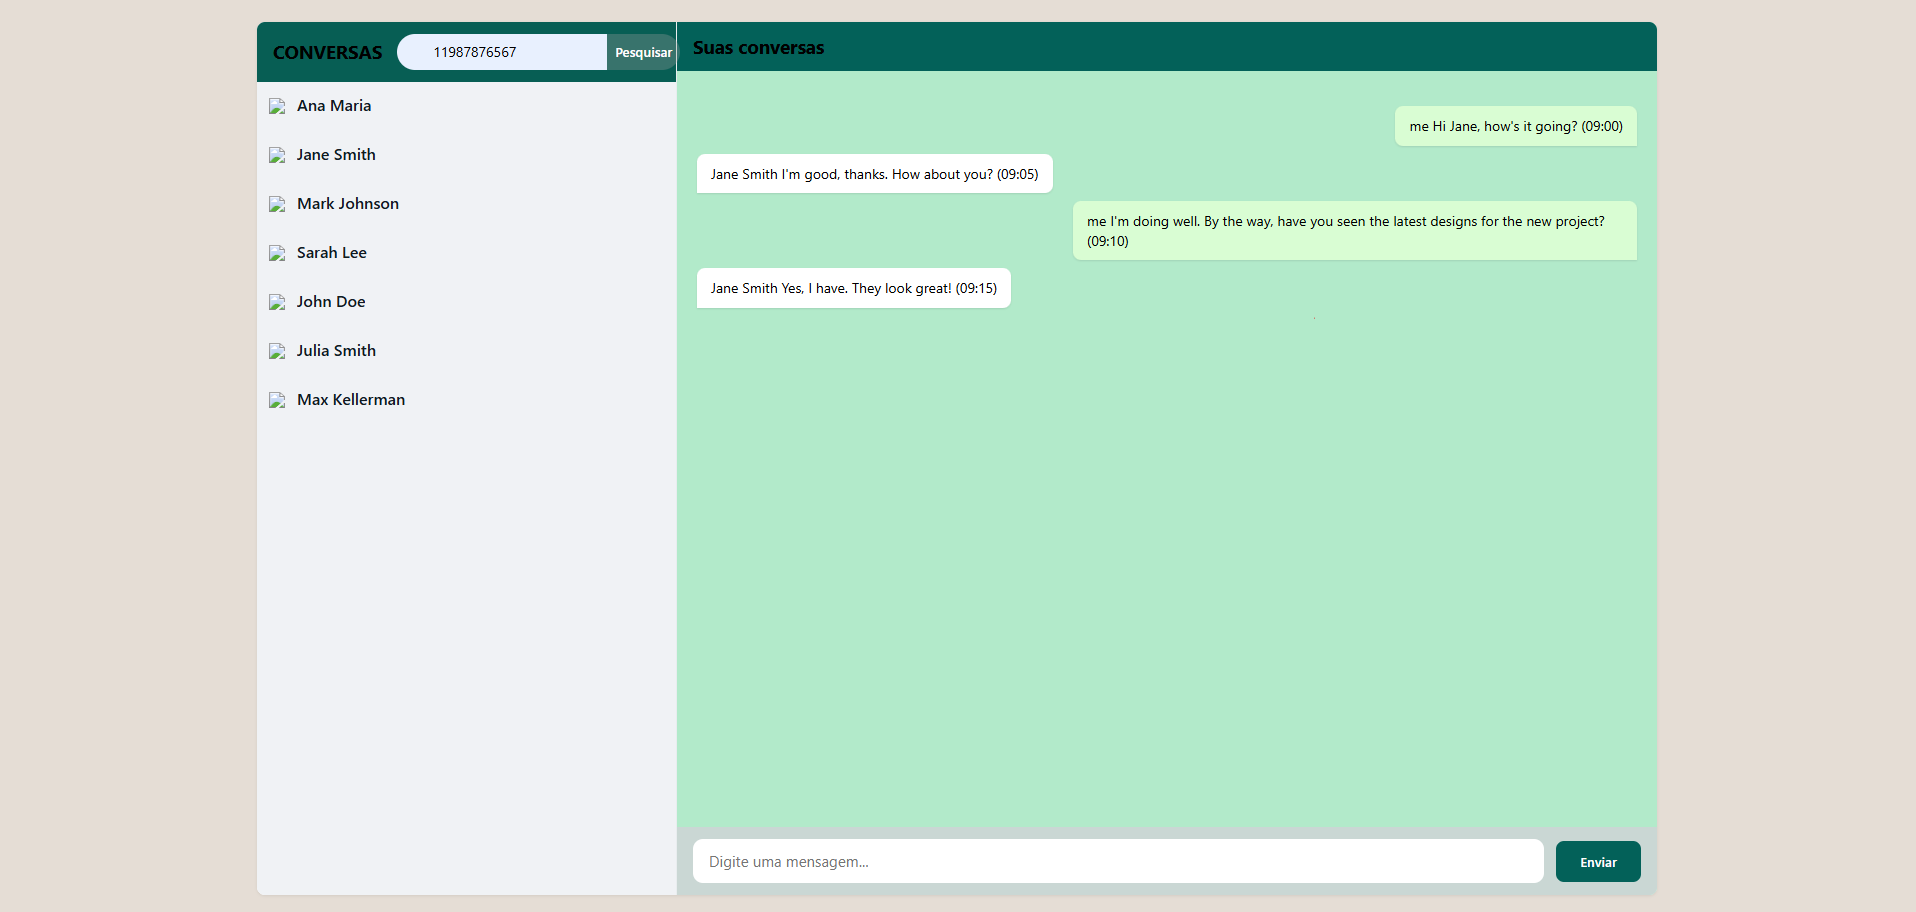 CONVERSAS
11987876567
Pesquisar
Ana Maria
Jane Smith
Mark Johnson
Sarah Lee
John Doe
Julia Smith
Max Kellerman
Suas conversas
me Hi Jane, how's it going? (09:00)
Jane Smith I'm good, thanks. How about you? (09:05)
me I'm doing well. By the way, have you seen the latest designs for the new project?
(09:10)
Jane Smith Yes, I have. They look great! (09:15)
Digite uma mensagem...
Enviar